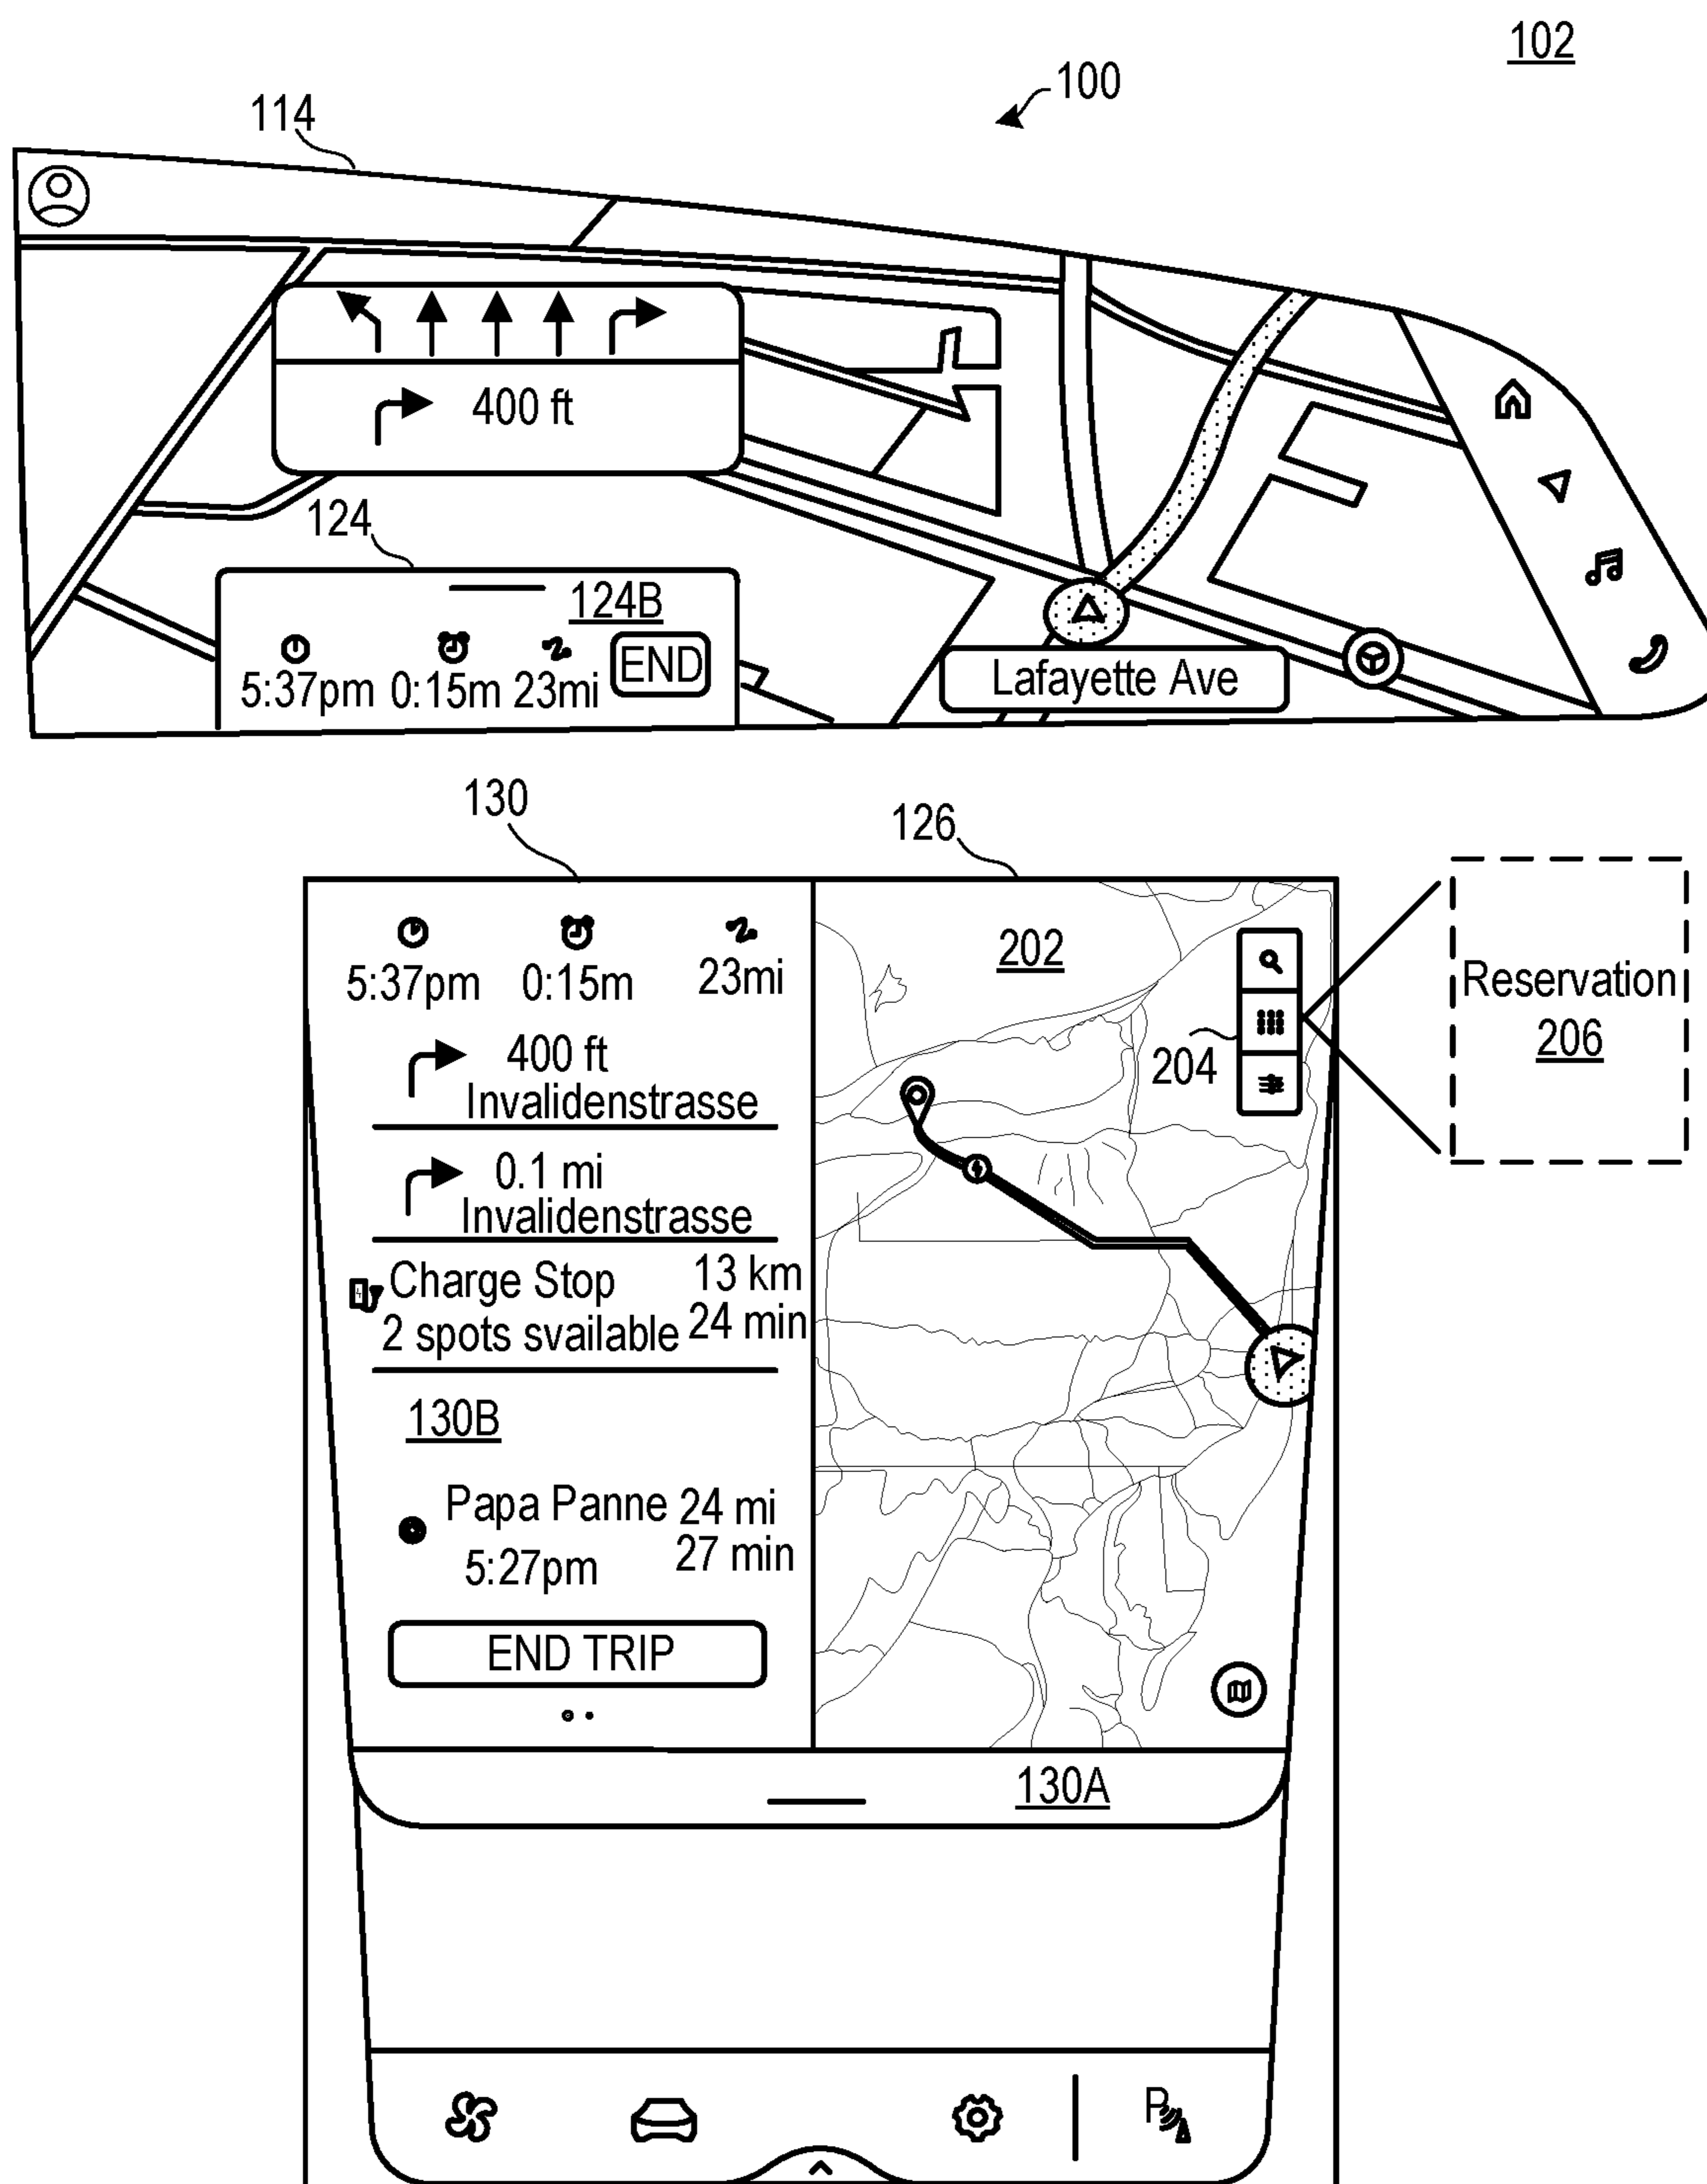 102
100
114
400 ft
124
124B
5:37pm 0:15m 23mi END
Lafayette Ave
130
126
5:37pm 0:15m 23mi
400 ft
Invalidenstrasse
0.1 mi
Invalidenstrasse
Charge Stop 13 km
2 spots svailable 24 min
130B
Papa Panne 24 mi
5:27pm 27 min
END TRIP
202
204
Reservation
206
130A
P